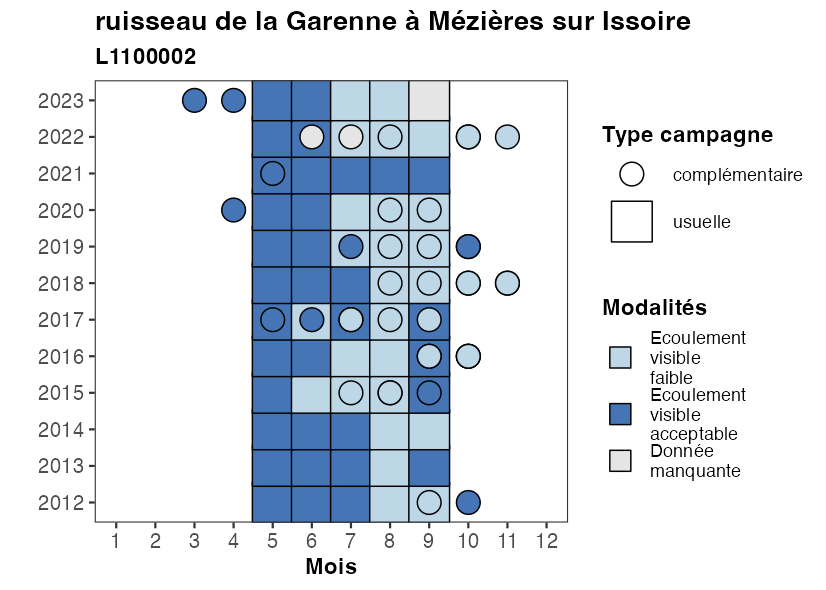 ruisseau de la Garenne à Mézières sur Issoire
L1100002
2023
2022
2021
2020
2019
2018
2017
2016
2015
2014
2013
2012
1 2 3 4 5 6 7 8 9 10 11 12
Mois
Type campagne
complémentaire
usuelle
Modalités
Ecoulement
visible
faible
Ecoulement
visible
acceptable
Donnée
manquante